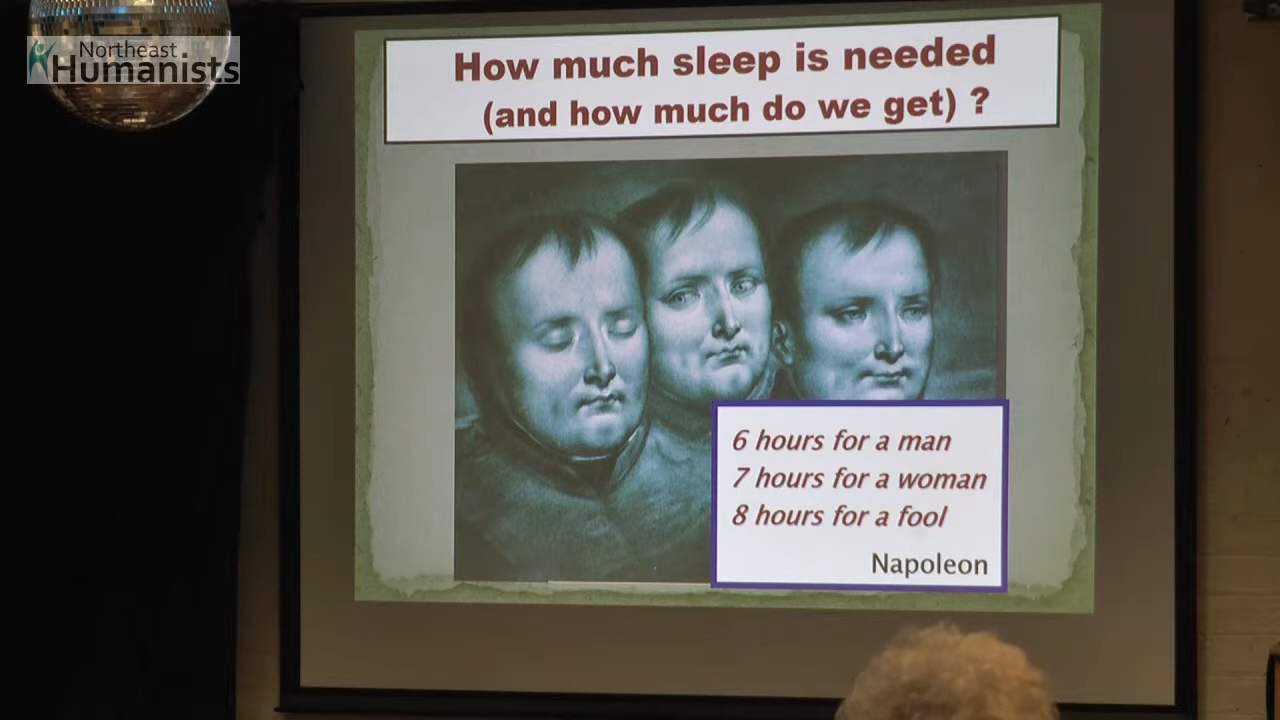 Northeast
Humanists
How much sleep is needed
(and how much do we get) ?
6 hours for a man
7 hours for a woman
8 hours for a fool
Napoleon